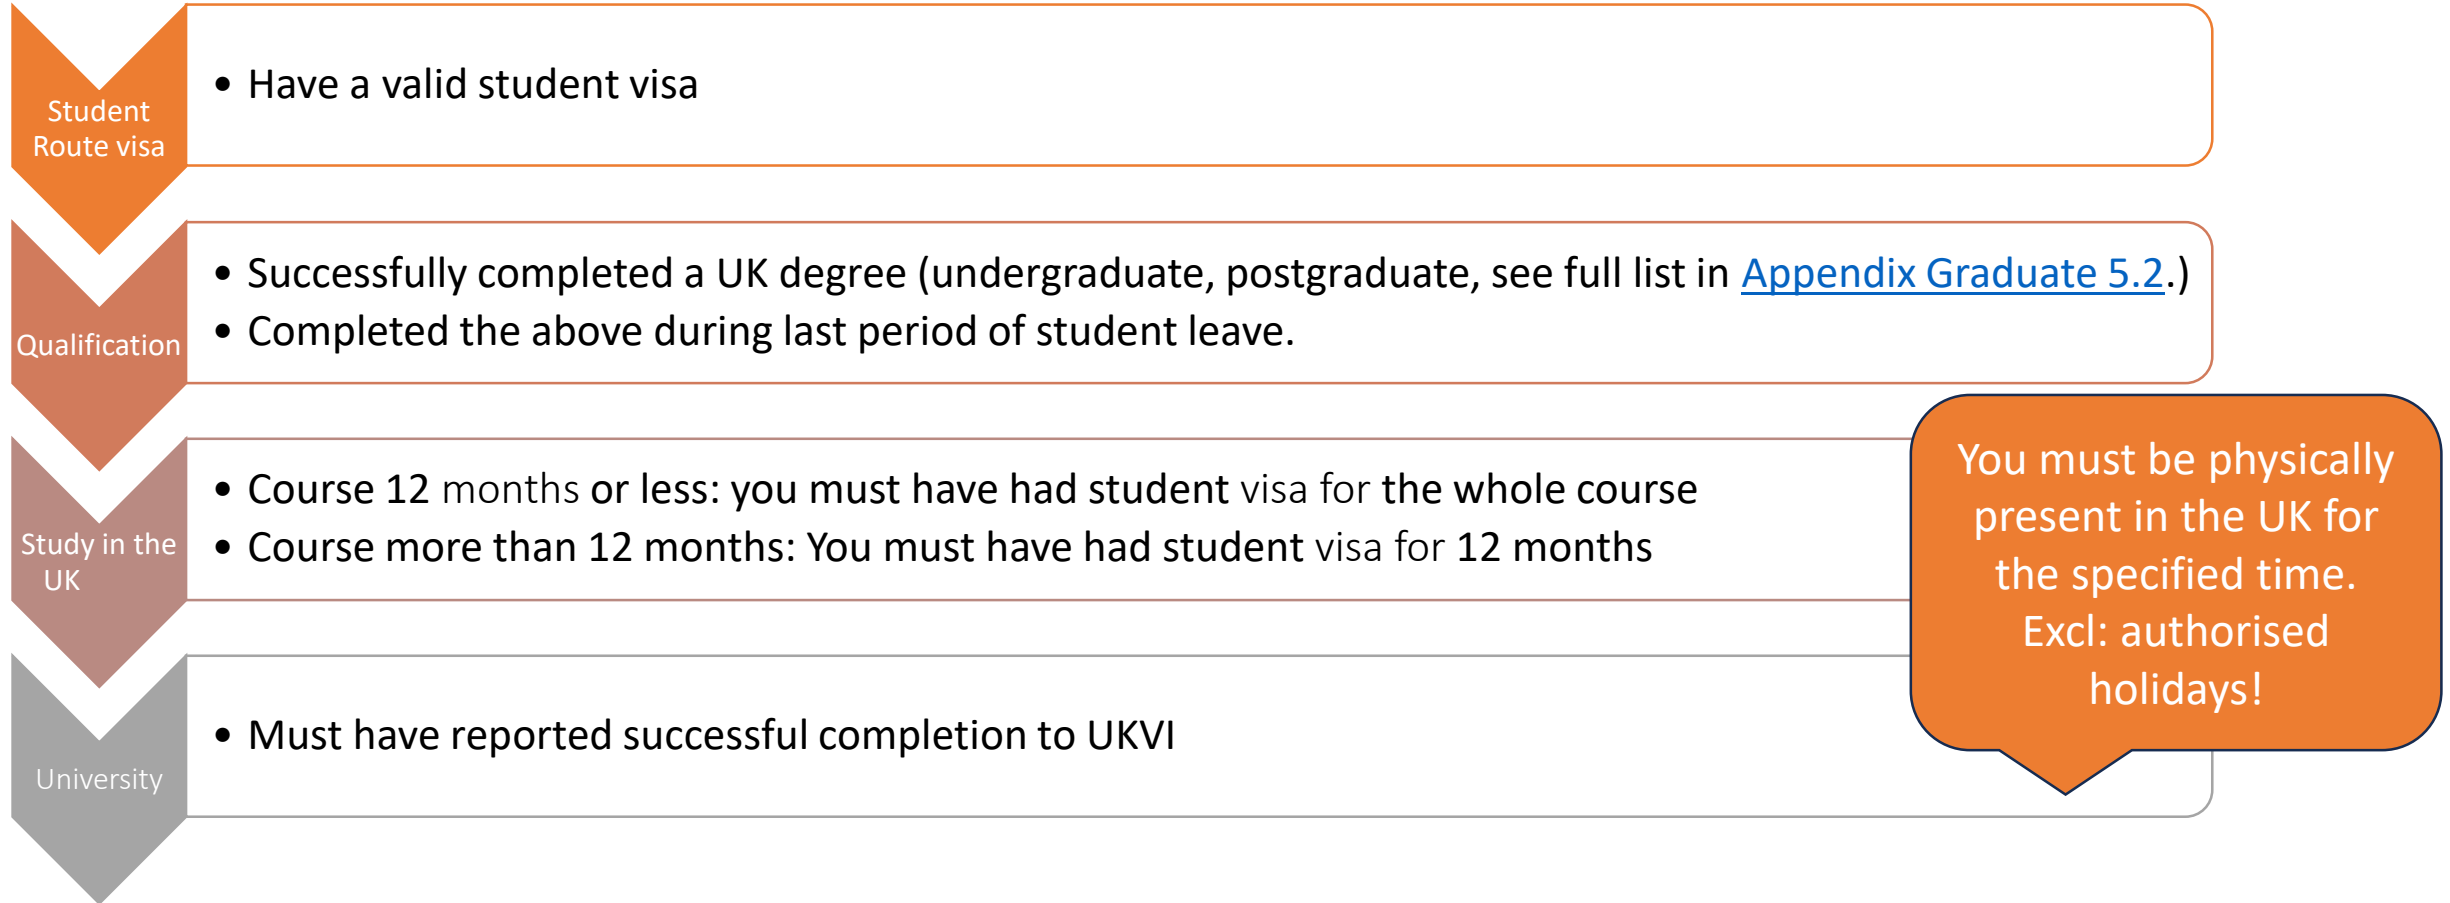 Student
Route visa
• Have a valid student visa
Qualification
• Successfully completed a UK degree (undergraduate, postgraduate, see full list in Appendix Graduate 5.2.)
• Completed the above during last period of student leave.
Study in the
UK
• Course 12 months or less: you must have had student visa for the whole course
• Course more than 12 months: You must have had student visa for 12 months
You must be physically
present in the UK for
the specified time.
Excl: authorised
holidays!
University
• Must have reported successful completion to UKVI